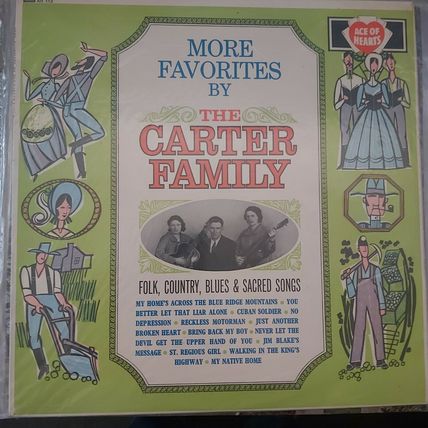 ACE OF
HEARTS
MORE
FAVORITES
BY
THE
CARTER
FAMILY
FOLK, COUNTRY, BLUES & SACRED SONGS
MY HOME'S ACROSS THE BLUE RIDGE MOUNTAINS • YOU
BETTER LET THAT LIAR ALONE • CUBAN SOLDIER • NO
DEPRESSION • RECKLESS MOTORMAN • JUST ANOTHER
BROKEN HEART • BRING BACK MY BOY • NEVER LET THE
DEVIL GET THE UPPER HAND OF YOU • JIM BLAKE'S
MESSAGE • ST. REGIOUS GIRL • WALKING IN THE KING'S
HIGHWAY • MY NATIVE HOME